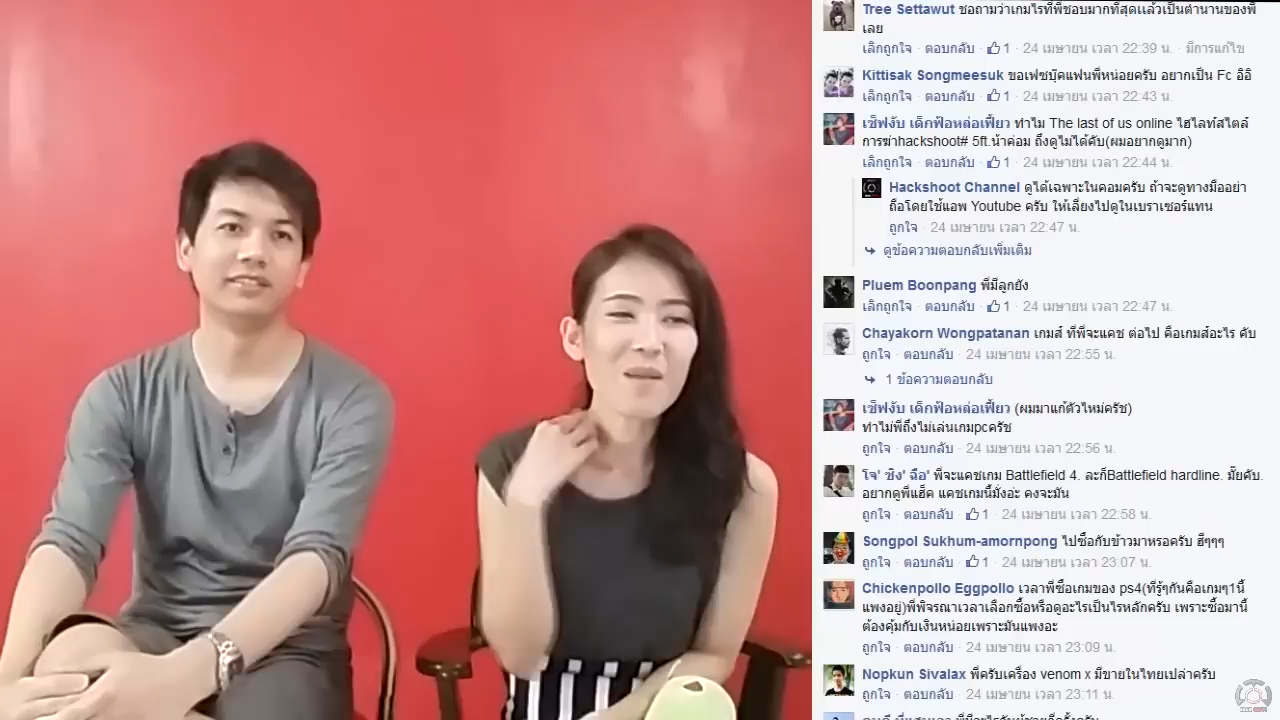 Tree Settawut ขอถามว่าเกมไรที่พี่ชอบมากที่สุดแล้วเป็นตำนานของพี่
เลย
เลิกถูกใจ · ตอบกลับ · 1 · 24 เมษายน เวลา 22:39 น. · มีการแก้ไข
Kittisak Songmeesuk ขอเฟซบุ๊คแฟนพี่หน่อยครับ อยากเป็น Fc อิอิ
เลิกถูกใจ · ตอบกลับ · 1 · 24 เมษายน เวลา 22:43 น.
เซ็ฟงับ เด็กฟ้อหล่อเฟี้ยว ทำไม The last of us online ไฮไลท์สไตล์
การฆ่าhackshoot# 5ft.น้าค่อม ถึงดูไม่ได้คับ(ผมอยากดูมาก)
เลิกถูกใจ · ตอบกลับ · 1 · 24 เมษายน เวลา 22:44 น.
Hackshoot Channel ดูได้เฉพาะในคอมครับ ถ้าจะดูทางมืออย่า
ถือโดยใช้แอพ Youtube ครับ ให้เลี่ยงไปดูในเบราเซอร์แทน
ถูกใจ · 24 เมษายน เวลา 22:47 น.
ดูข้อความตอบกลับเพิ่มเติม
Pluem Boonpang พี่มีลูกยัง
เลิกถูกใจ · ตอบกลับ · 1 · 24 เมษายน เวลา 22:47 น.
Chayakorn Wongpatanan เกมส์ ที่พี่จะแคช ต่อไป คือเกมส์อะไร คับ
ถูกใจ · ตอบกลับ · 24 เมษายน เวลา 22:55 น.
1 ข้อความตอบกลับ
เซ็ฟงับ เด็กฟ้อหล่อเฟี้ยว (ผมมาแก้ตัวไหม่ครัช)
ทำไมพี่ถึงไม่เล่นเกมpcครัช
ถูกใจ · ตอบกลับ · 24 เมษายน เวลา 22:56 น.
โจ' ซิง' ฉือ' พี่จะแคชเกม Battlefield 4. ละก็Battlefield hardline. มั้ยคับ.
อยากดูพี่แฮ็ค แคชเกมนี้มั่งอ่ะ คงจะมัน
ถูกใจ · ตอบกลับ · 1 · 24 เมษายน เวลา 22:58 น.
Songpol Sukhum-amornpong ไปซื้อกับข้าวมาหรอครับ ฮี่ๆๆๆ
ถูกใจ · ตอบกลับ · 1 · 24 เมษายน เวลา 23:07 น.
Chickenpollo Eggpollo เวลาพี่ซื้อเกมของ ps4(ที่รู้ๆกันคือเกมๆ1นี้
แพงอยู่)พี่พิจรณาเวลาเลือกซื้อหรือดูอะไรเป็นไรหลักครับ เพราะซื้อมานี้
ต้องคุ้มกับเงินหน่อยเพราะมันแพงอะ
ถูกใจ · ตอบกลับ · 24 เมษายน เวลา 23:09 น.
Nopkun Sivalax พี่ครับเครื่อง venom x มีขายในไทยเปล่าครับ
ถูกใจ · ตอบกลับ · 24 เมษายน เวลา 23:11 น.